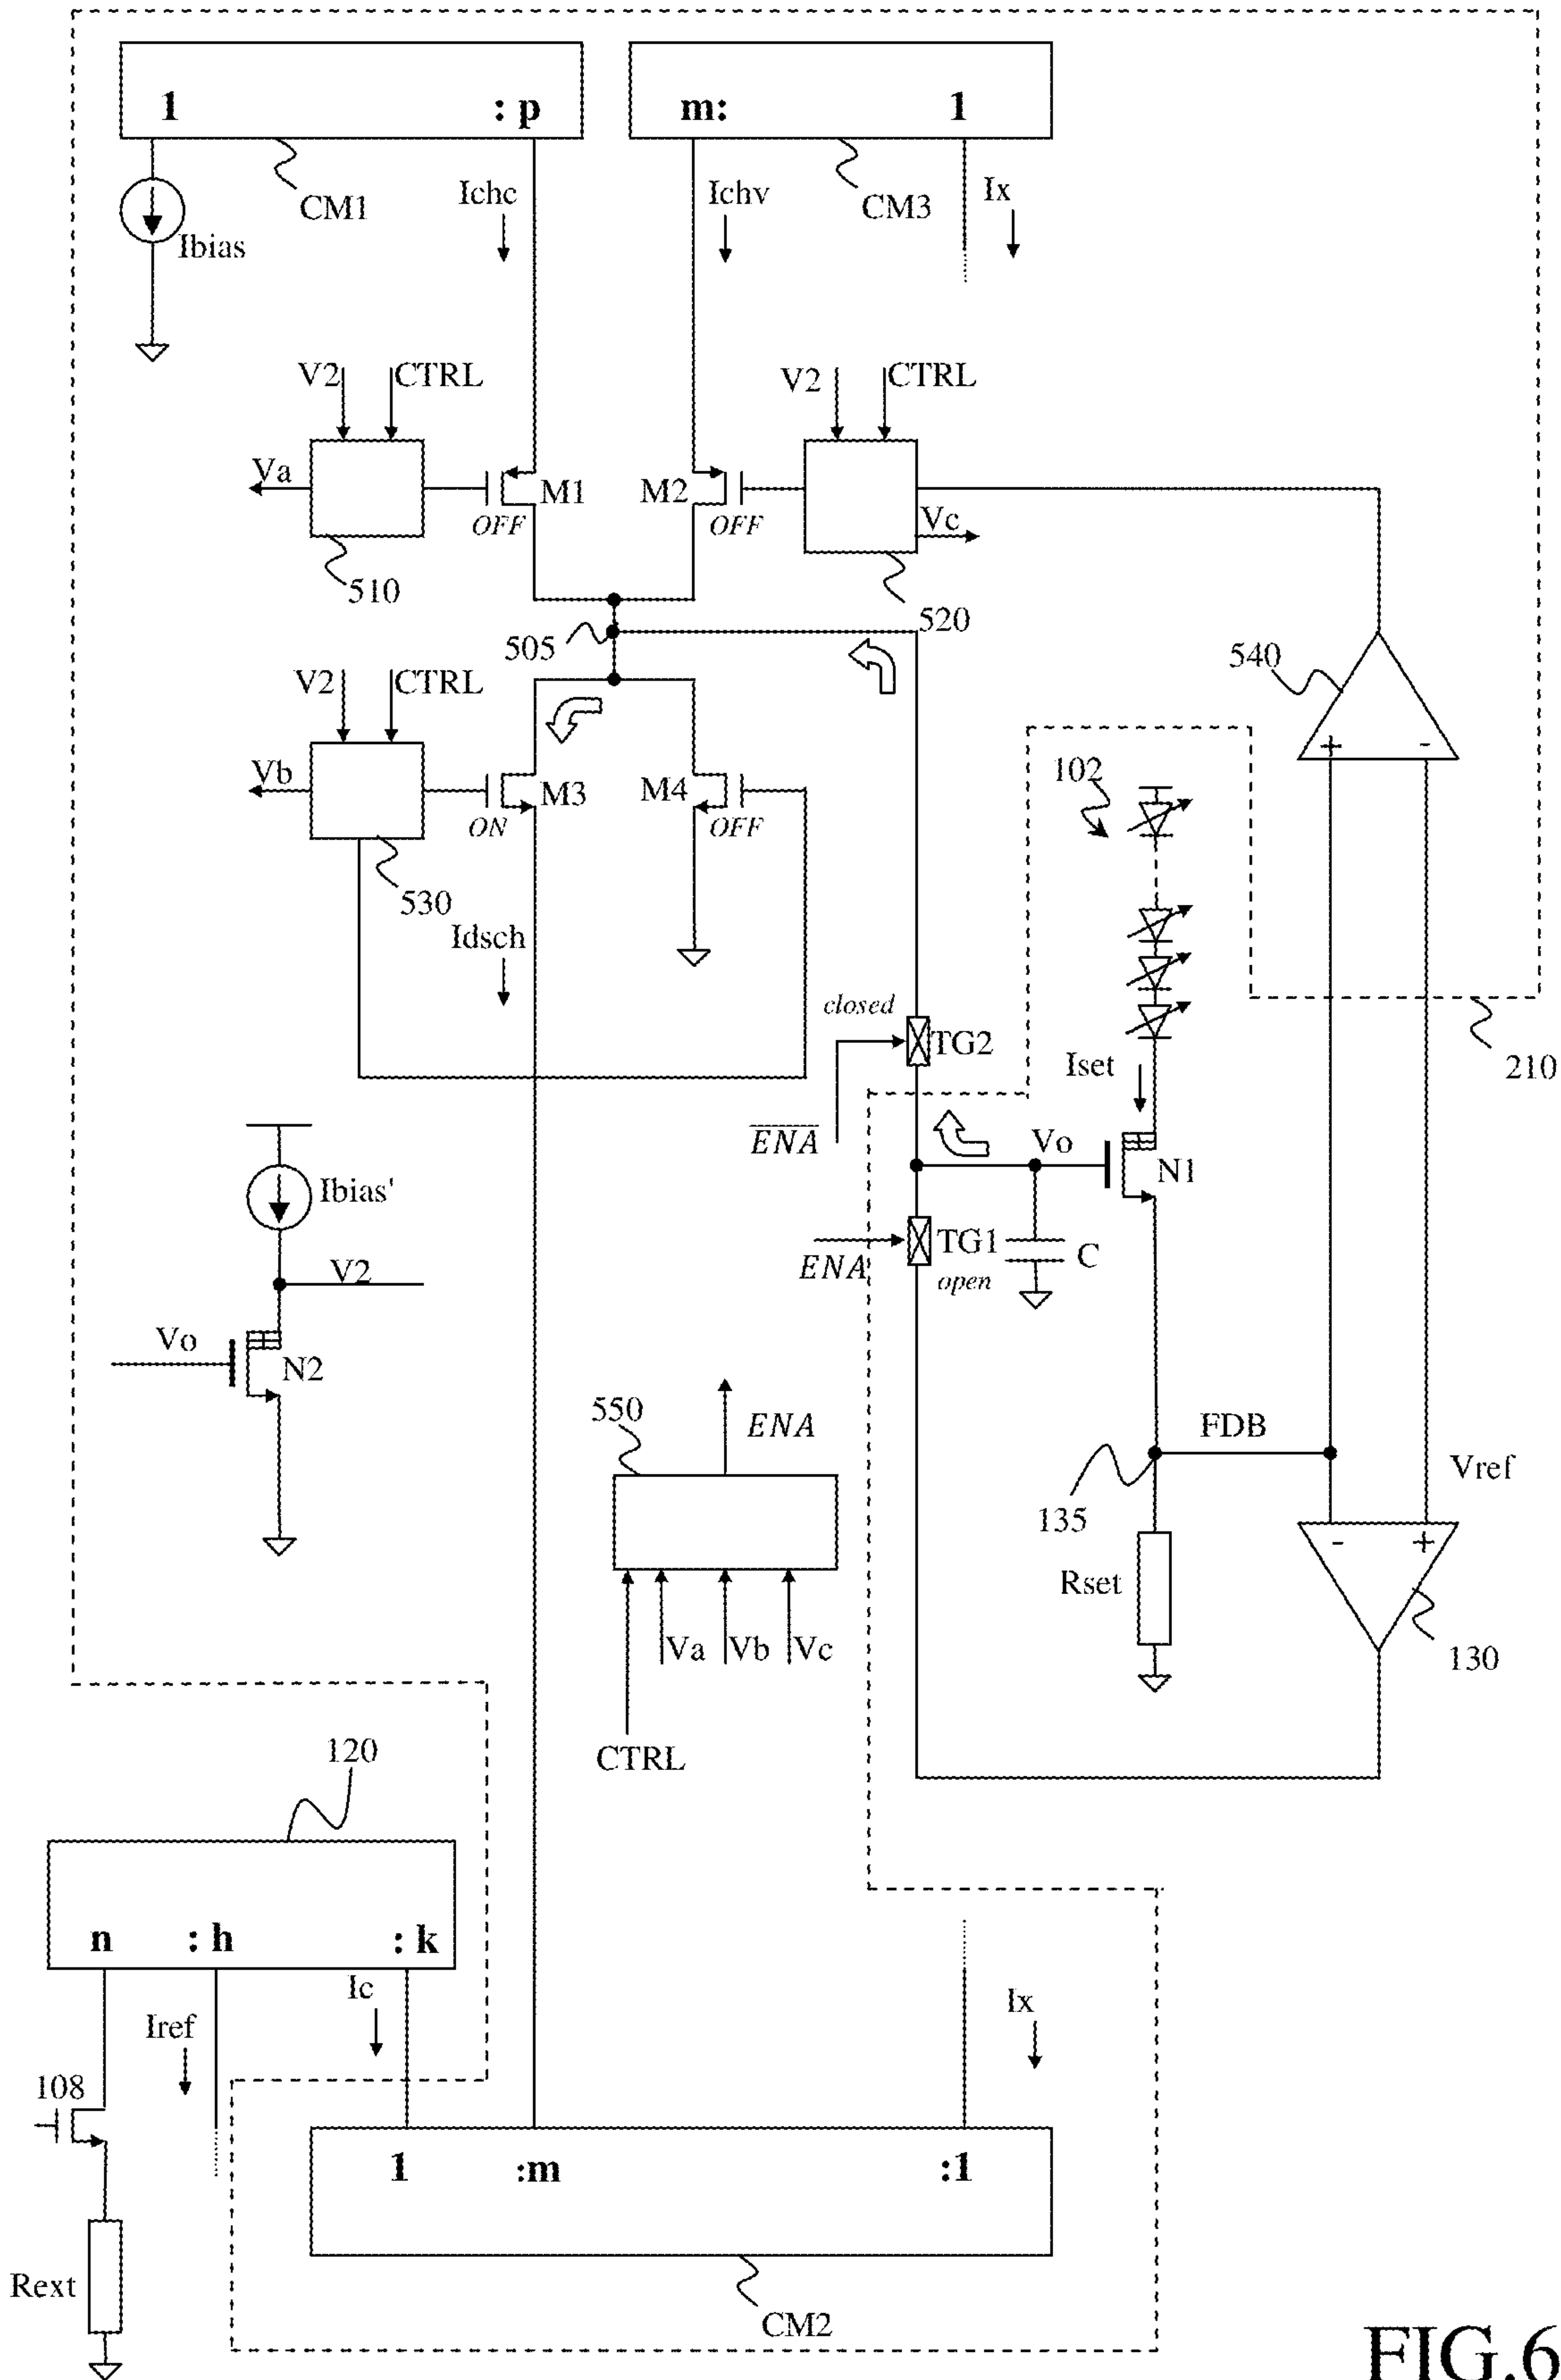 1 : p
m: 1
CM1
CM3
Ibias
Ichc
Ichv
Ix
V2 CTRL
V2 CTRL
Va
M1
OFF
M2
OFF
Vc
510
520
505
V2 CTRL
540
+ -
Vb
M3
ON
M4
OFF
102
530
Idsch
closed
TG2
Iset
210
ENA
Vo
N1
Ibias'
TG1
open
C
ENA
V2
Vo
N2
550
ENA
FDB
Vref
135
- +
Rset
Va Vb Vc
130
CTRL
120
n : h : k
Ic
Iref
Ix
108
1 :m :1
Rext
CM2
FIG.6